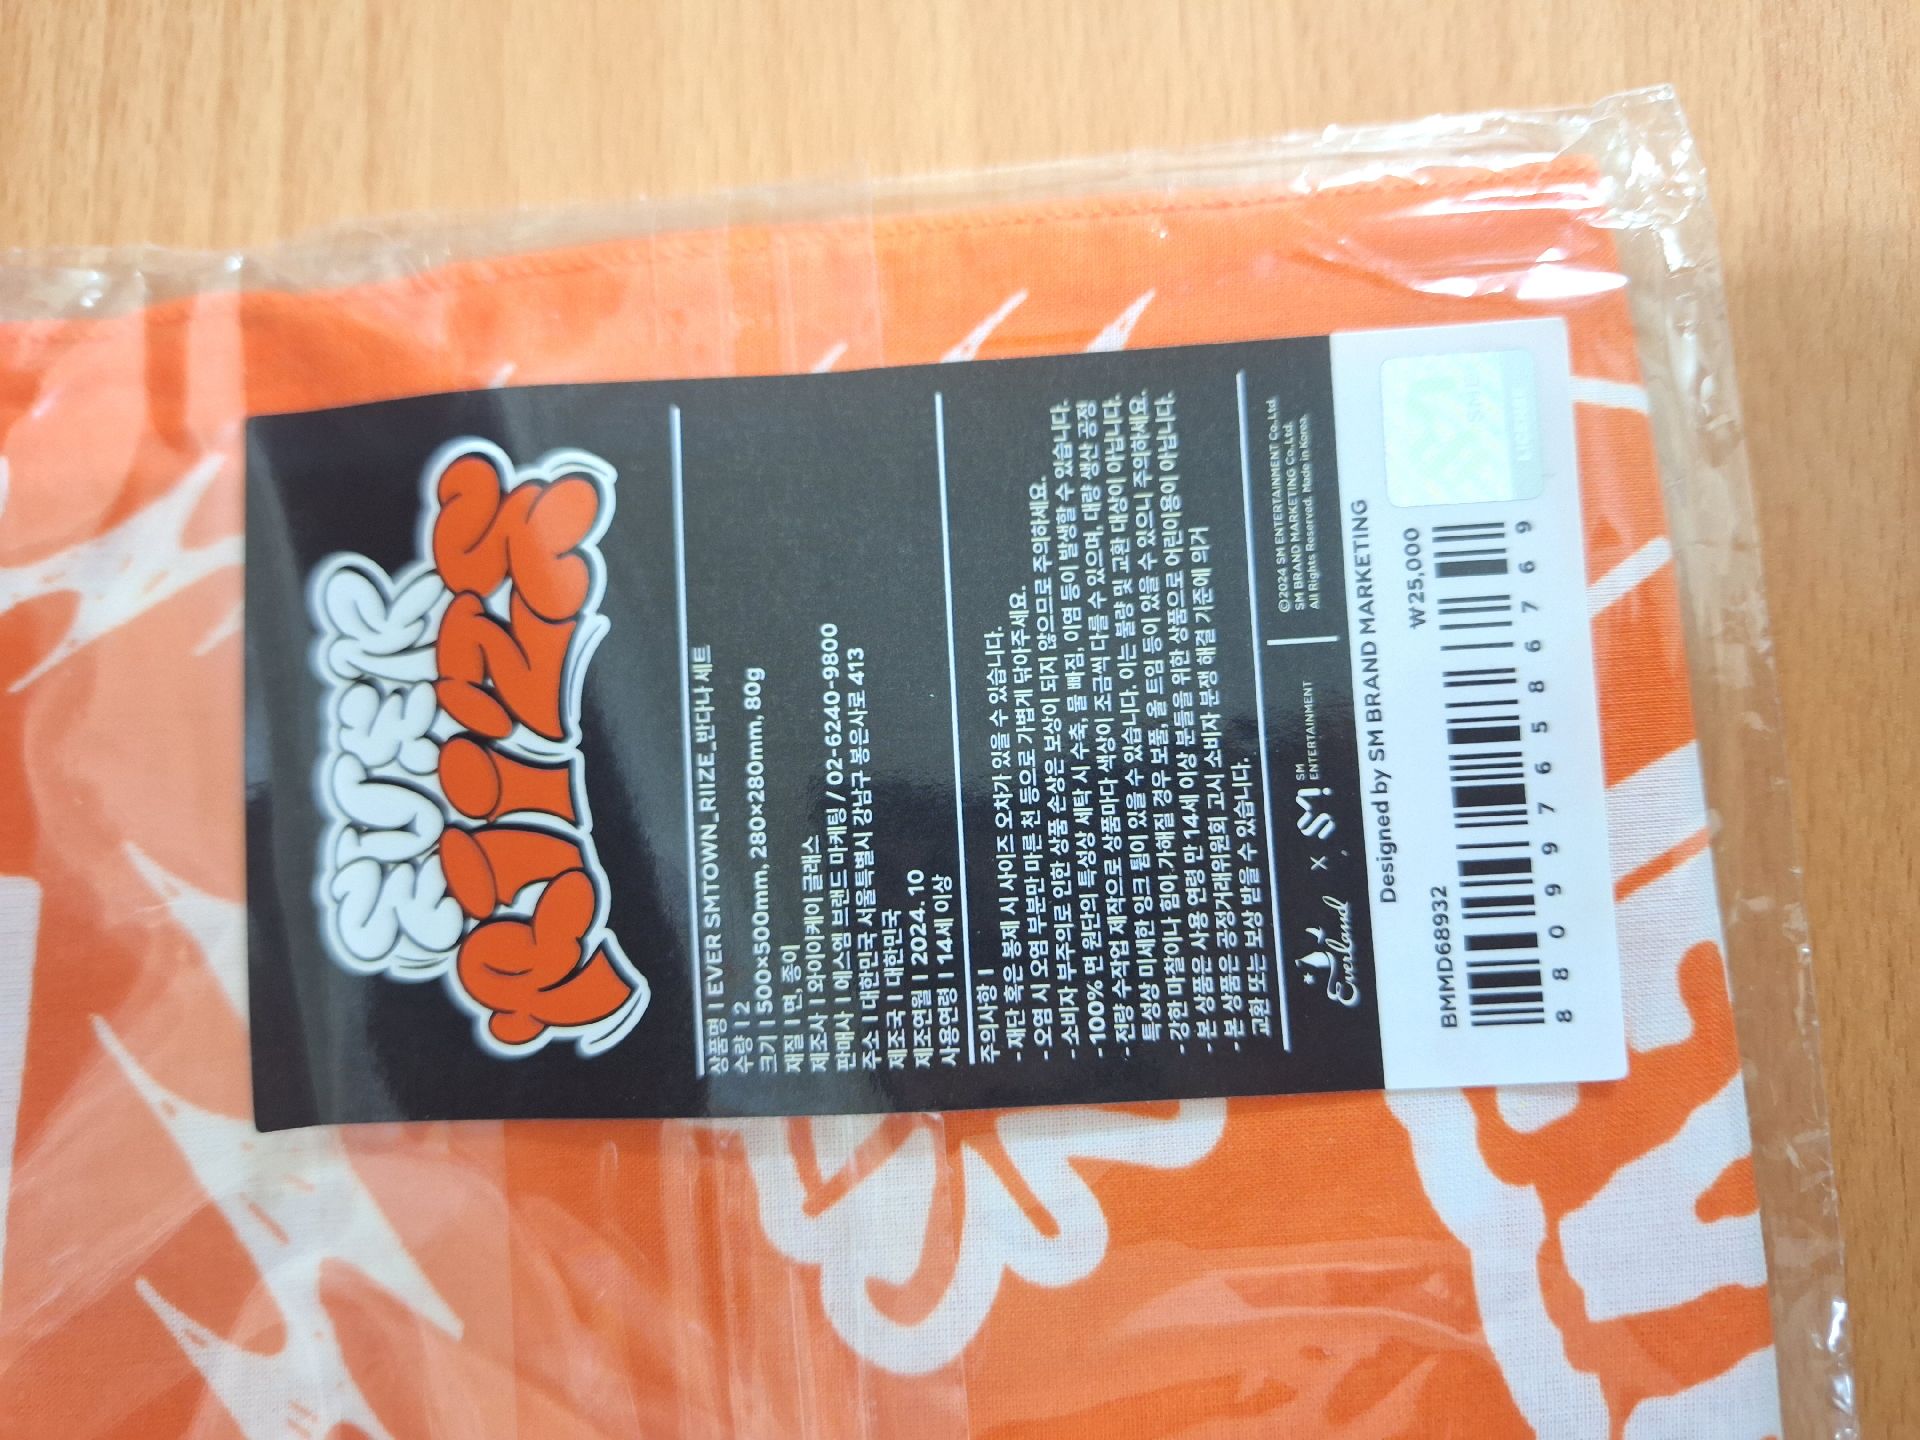 EVER
RIIZE
상품명 | EVER SMTOWN_RIIZE_반다나 세트
수량 | 2
크기 | 500×500mm, 280×280mm, 80g
재질 | 면, 종이
제조사 | 와이이케이 글래스
판매사 | 에스엠 브랜드 마케팅 / 02-6240-9800
주소 | 대한민국 서울특별시 강남구 봉은사로 413
제조국 | 대한민국
제조연월 | 2024. 10
사용연령 | 14세 이상
주의사항 |
- 재단 혹은 봉제 시 사이즈 오차가 있을 수 있습니다.
- 오염 시 오염 부분만 마른 천 등으로 가볍게 닦아주세요.
- 소비자 부주의로 인한 상품 손상은 보상이 되지 않으므로 주의하세요.
- 100% 면 원단의 특성상 세탁 시 수축, 물 빠짐, 이염 등이 발생할 수 있습니다.
- 전량 수작업 제작으로 상품마다 색상이 조금씩 다를 수 있으며, 대량 생산 공정
특성상 미세한 잉크 튐이 있을 수 있습니다. 이는 불량 및 교환 대상이 아닙니다.
- 강한 마찰이나 힘이 가해질 경우 보풀, 올 트임 등이 있을 수 있으니 주의하세요.
- 본 상품은 사용 연령 만 14세 이상 분들을 위한 상품으로 어린이용이 아닙니다.
- 본 상품은 공정거래위원회 고시 소비자 분쟁 해결 기준에 의거
교환 또는 보상 받을 수 있습니다.
Everland × SM ENTERTAINMENT
©2024 SM ENTERTAINMENT Co.,Ltd.
SM BRAND MARKETING Co.,Ltd.
All Rights Reserved. Made in Korea
Designed by SM BRAND MARKETING
BMMD68932 ₩25,000
8809976586769
SME
LICENSE